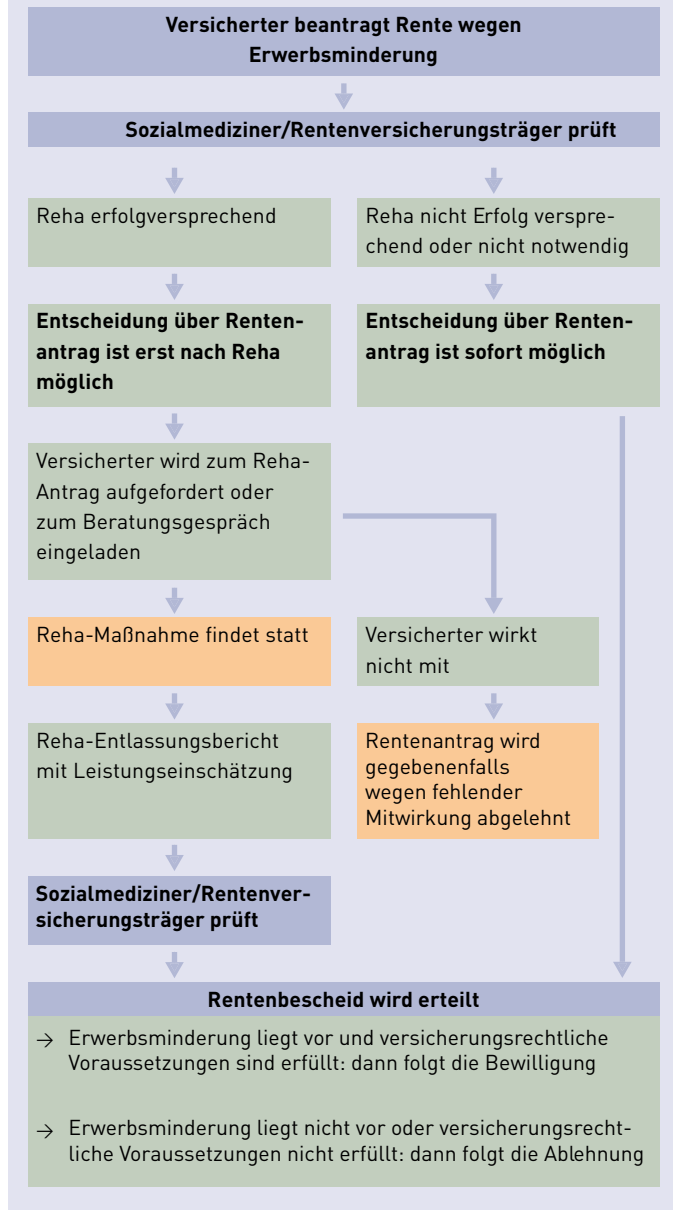 Versicherter beantragt Rente wegen
Erwerbsminderung
Sozialmediziner/Rentenversicherungsträger prüft
Reha erfolgversprechend
Reha nicht Erfolg verspre-
chend oder nicht notwendig
Entscheidung über Renten-
antrag ist erst nach Reha
möglich
Entscheidung über Renten-
antrag ist sofort möglich
Versicherter wird zum Reha-
Antrag aufgefordert oder
zum Beratungsgespräch
eingeladen
Reha-Maßnahme findet statt
Versicherter wirkt
nicht mit
Reha-Entlassungsbericht
mit Leistungseinschätzung
Rentenantrag wird
gegebenenfalls
wegen fehlender
Mitwirkung abgelehnt
Sozialmediziner/Rentenver-
sicherungsträger prüft
Rentenbescheid wird erteilt
→ Erwerbsminderung liegt vor und versicherungsrechtliche
Voraussetzungen sind erfüllt: dann folgt die Bewilligung
→ Erwerbsminderung liegt nicht vor oder versicherungsrecht-
liche Voraussetzungen nicht erfüllt: dann folgt die Ablehnung